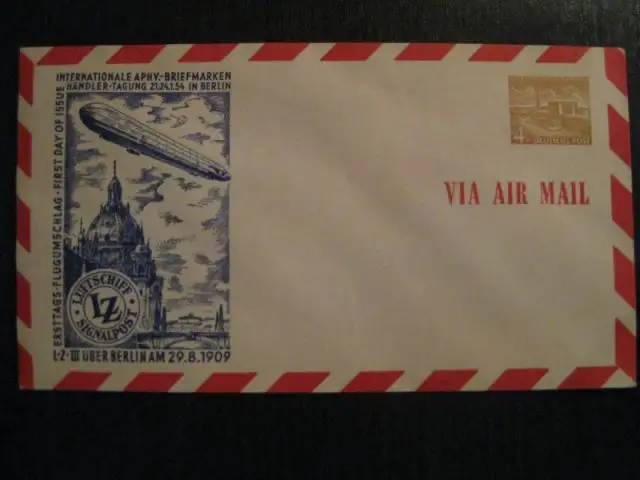 INTERNATIONALE APHV.-BRIEFMARKEN
HÄNDLER-TAGUNG 21;24.1.54 IN BERLIN
ERSTTAGS-FLUGUMSCHLAG · FIRST DAY OF ISSUE
LUFTSCHIFF
LZ
SIGNALPOST
L·Z·III ÜBER BERLIN AM 29.8.1909
4
VIA AIR MAIL